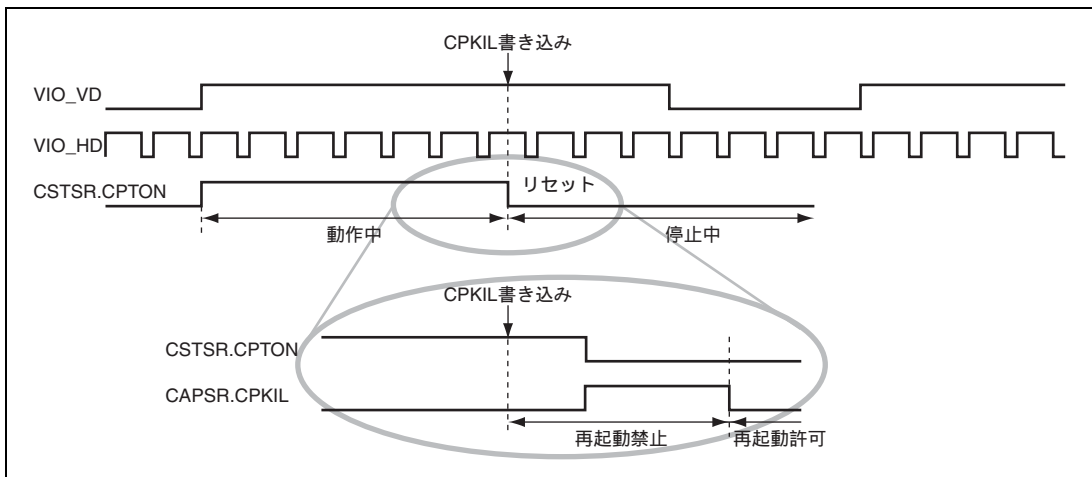 CPKIL書き込み
VIO_VD
VIO_HD
CSTSR.CPTON
リセット
動作中
停止中
CPKIL書き込み
CSTSR.CPTON
CAPSR.CPKIL
再起動禁止
再起動許可